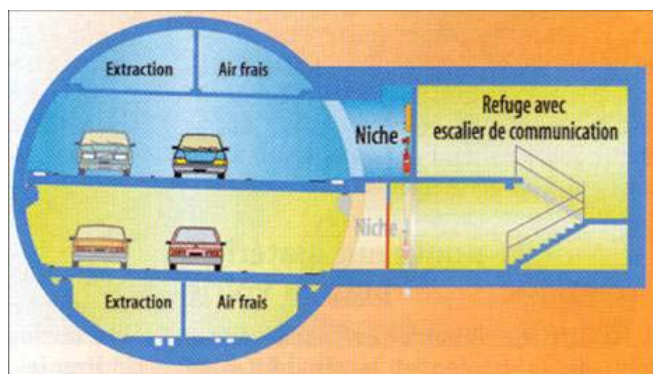 Extraction
Air frais
Refuge avec
escalier de communication
Niche
Niche
Extraction
Air frais